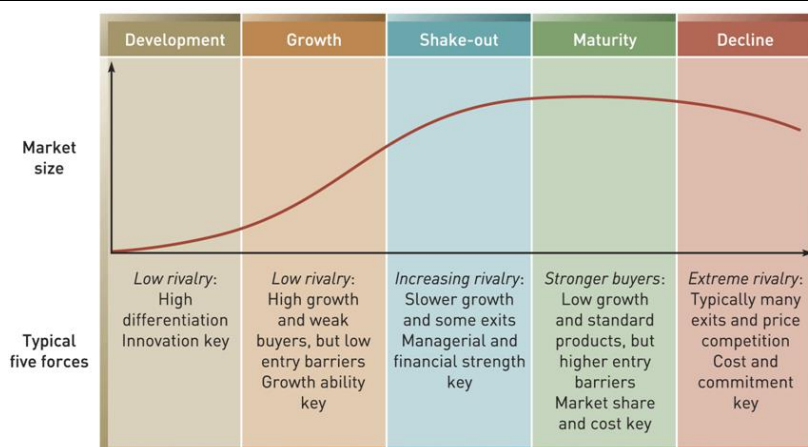 Development
Growth
Shake-out
Maturity
Decline
Market
size
Typical
five forces
Low rivalry:
High
differentiation
Innovation key
Low rivalry:
High growth
and weak
buyers, but low
entry barriers
Growth ability
key
Increasing rivalry:
Slower growth
and some exits
Managerial and
financial strength
key
Stronger buyers:
Low growth
and standard
products, but
higher entry
barriers
Market share
and cost key
Extreme rivalry:
Typically many
exits and price
competition
Cost and
commitment
key